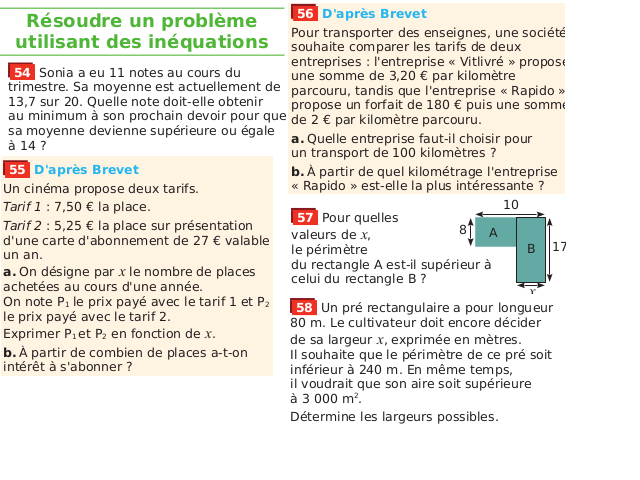 Résoudre un problème
utilisant des inéquations
54 Sonia a eu 11 notes au cours du
trimestre. Sa moyenne est actuellement de
13,7 sur 20. Quelle note doit-elle obtenir
au minimum à son prochain devoir pour que
sa moyenne devienne supérieure ou égale
à 14 ?
55 D'après Brevet
Un cinéma propose deux tarifs.
Tarif 1 : 7,50 € la place.
Tarif 2 : 5,25 € la place sur présentation
d'une carte d'abonnement de 27 € valable
un an.
a. On désigne par x le nombre de places
achetées au cours d'une année.
On note P₁ le prix payé avec le tarif 1 et P₂
le prix payé avec le tarif 2.
Exprimer P₁ et P₂ en fonction de x.
b. À partir de combien de places a-t-on
intérêt à s'abonner ?
56 D'après Brevet
Pour transporter des enseignes, une société
souhaite comparer les tarifs de deux
entreprises : l'entreprise « Vitlivré » propose
une somme de 3,20 € par kilomètre
parcouru, tandis que l'entreprise « Rapido »
propose un forfait de 180 € puis une somme
de 2 € par kilomètre parcouru.
a. Quelle entreprise faut-il choisir pour
un transport de 100 kilomètres ?
b. À partir de quel kilométrage l'entreprise
« Rapido » est-elle la plus intéressante ?
57 Pour quelles
valeurs de x,
le périmètre
du rectangle A est-il supérieur à
celui du rectangle B ?
10
8
A
B
17
x
58 Un pré rectangulaire a pour longueur
80 m. Le cultivateur doit encore décider
de sa largeur x, exprimée en mètres.
Il souhaite que le périmètre de ce pré soit
inférieur à 240 m. En même temps,
il voudrait que son aire soit supérieure
à 3 000 m².
Détermine les largeurs possibles.